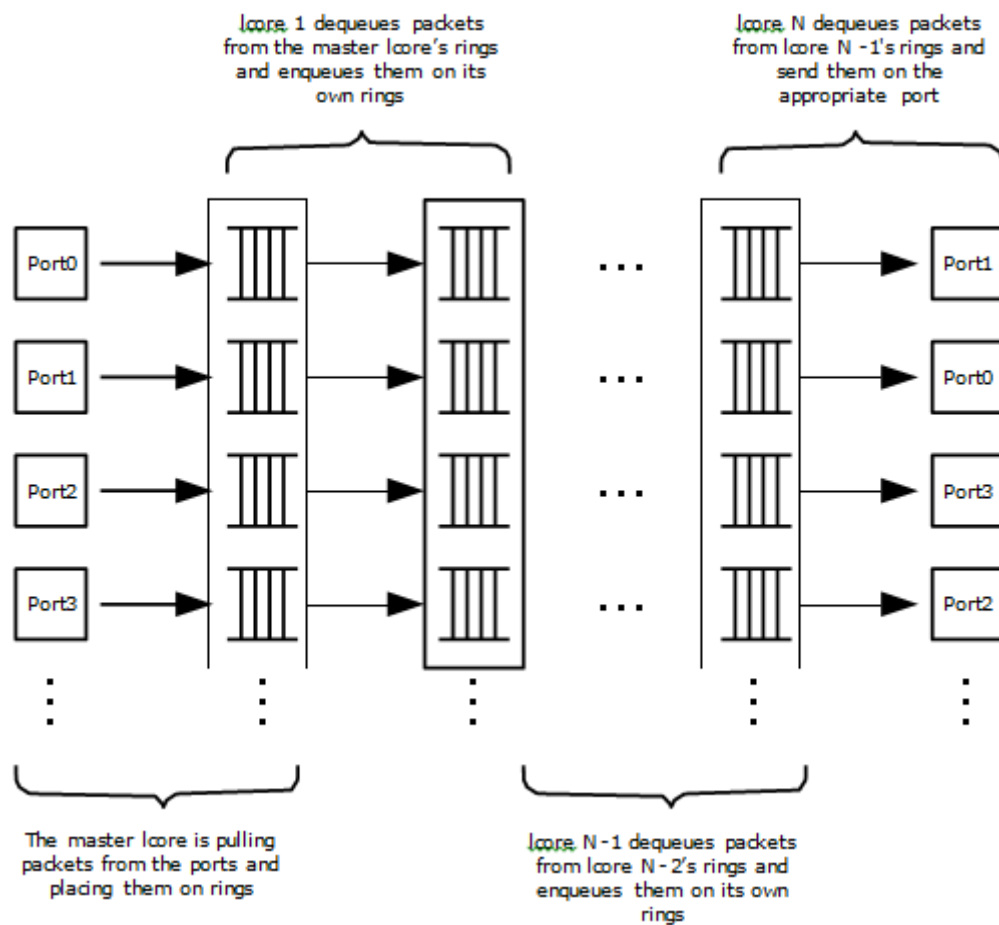 lcore 1 dequeues packets
from the master lcore's rings
and enqueues them on its
own rings
lcore N dequeues packets
from lcore N -1's rings and
send them on the
appropriate port
Port0
Port1
Port1
Port0
Port2
Port3
Port3
Port2
The master lcore is pulling
packets from the ports and
placing them on rings
lcore N-1 dequeues packets
from lcore N-2's rings and
enqueues them on its own
rings